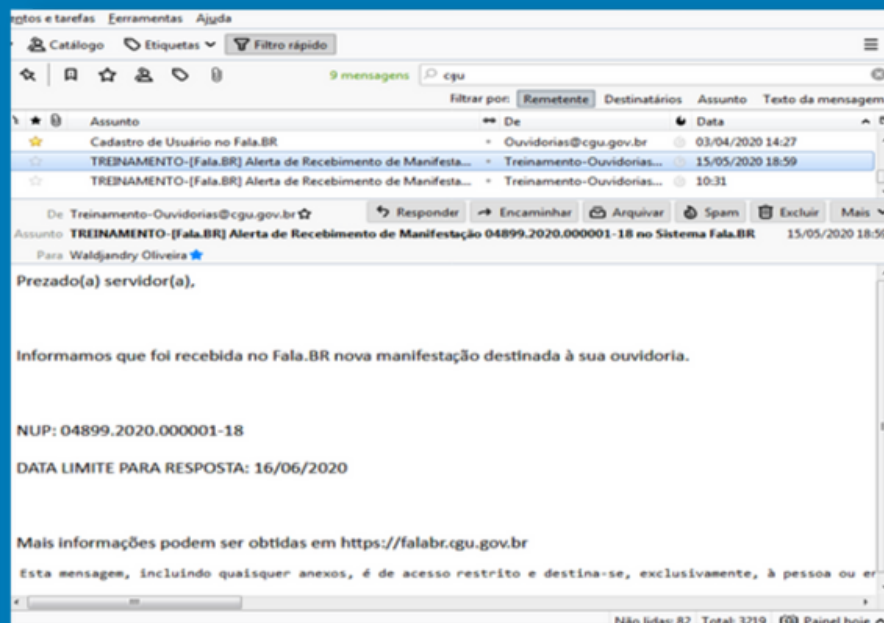 ntos e tarefas Ferramentas Ajuda
Catálogo Etiquetas Filtro rápido
9 mensagens cgu
Filtrar por: Remetente Destinatários Assunto Texto da mensagem
Assunto De Data
Cadastro de Usuário no Fala.BR Ouvidorias@cgu.gov.br 03/04/2020 14:27
TREINAMENTO-[Fala.BR] Alerta de Recebimento de Manifesta... Treinamento-Ouvidorias... 15/05/2020 18:59
TREINAMENTO-[Fala.BR] Alerta de Recebimento de Manifesta... Treinamento-Ouvidorias... 10:31
De Treinamento-Ouvidorias@cgu.gov.br Responder Encaminhar Arquivar Spam Excluir Mais
Assunto TREINAMENTO-[Fala.BR] Alerta de Recebimento de Manifestação 04899.2020.000001-18 no Sistema Fala.BR 15/05/2020 18:59
Para Waldjandry Oliveira
Prezado(a) servidor(a),
Informamos que foi recebida no Fala.BR nova manifestação destinada à sua ouvidoria.
NUP: 04899.2020.000001-18
DATA LIMITE PARA RESPOSTA: 16/06/2020
Mais informações podem ser obtidas em https://falabr.cgu.gov.br
Esta mensagem, incluindo quaisquer anexos, é de acesso restrito e destina-se, exclusivamente, à pessoa ou en
Não lidas: 82 Total: 3219 Painel hoje